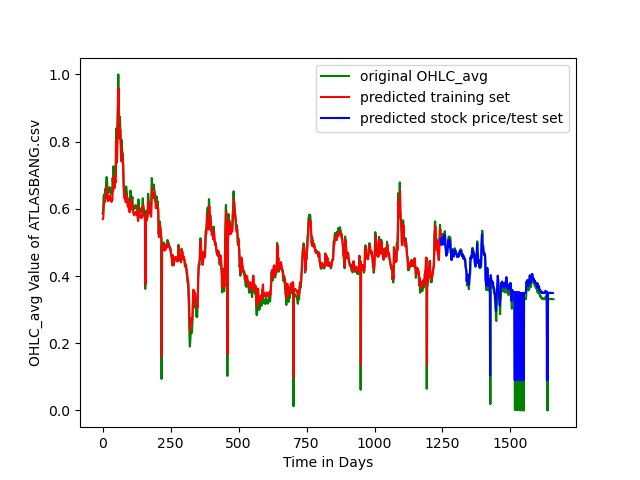 original OHLC_avg
predicted training set
predicted stock price/test set
OHLC_avg Value of ATLASBANG.csv
1.0
0.8
0.6
0.4
0.2
0.0
0 250 500 750 1000 1250 1500
Time in Days